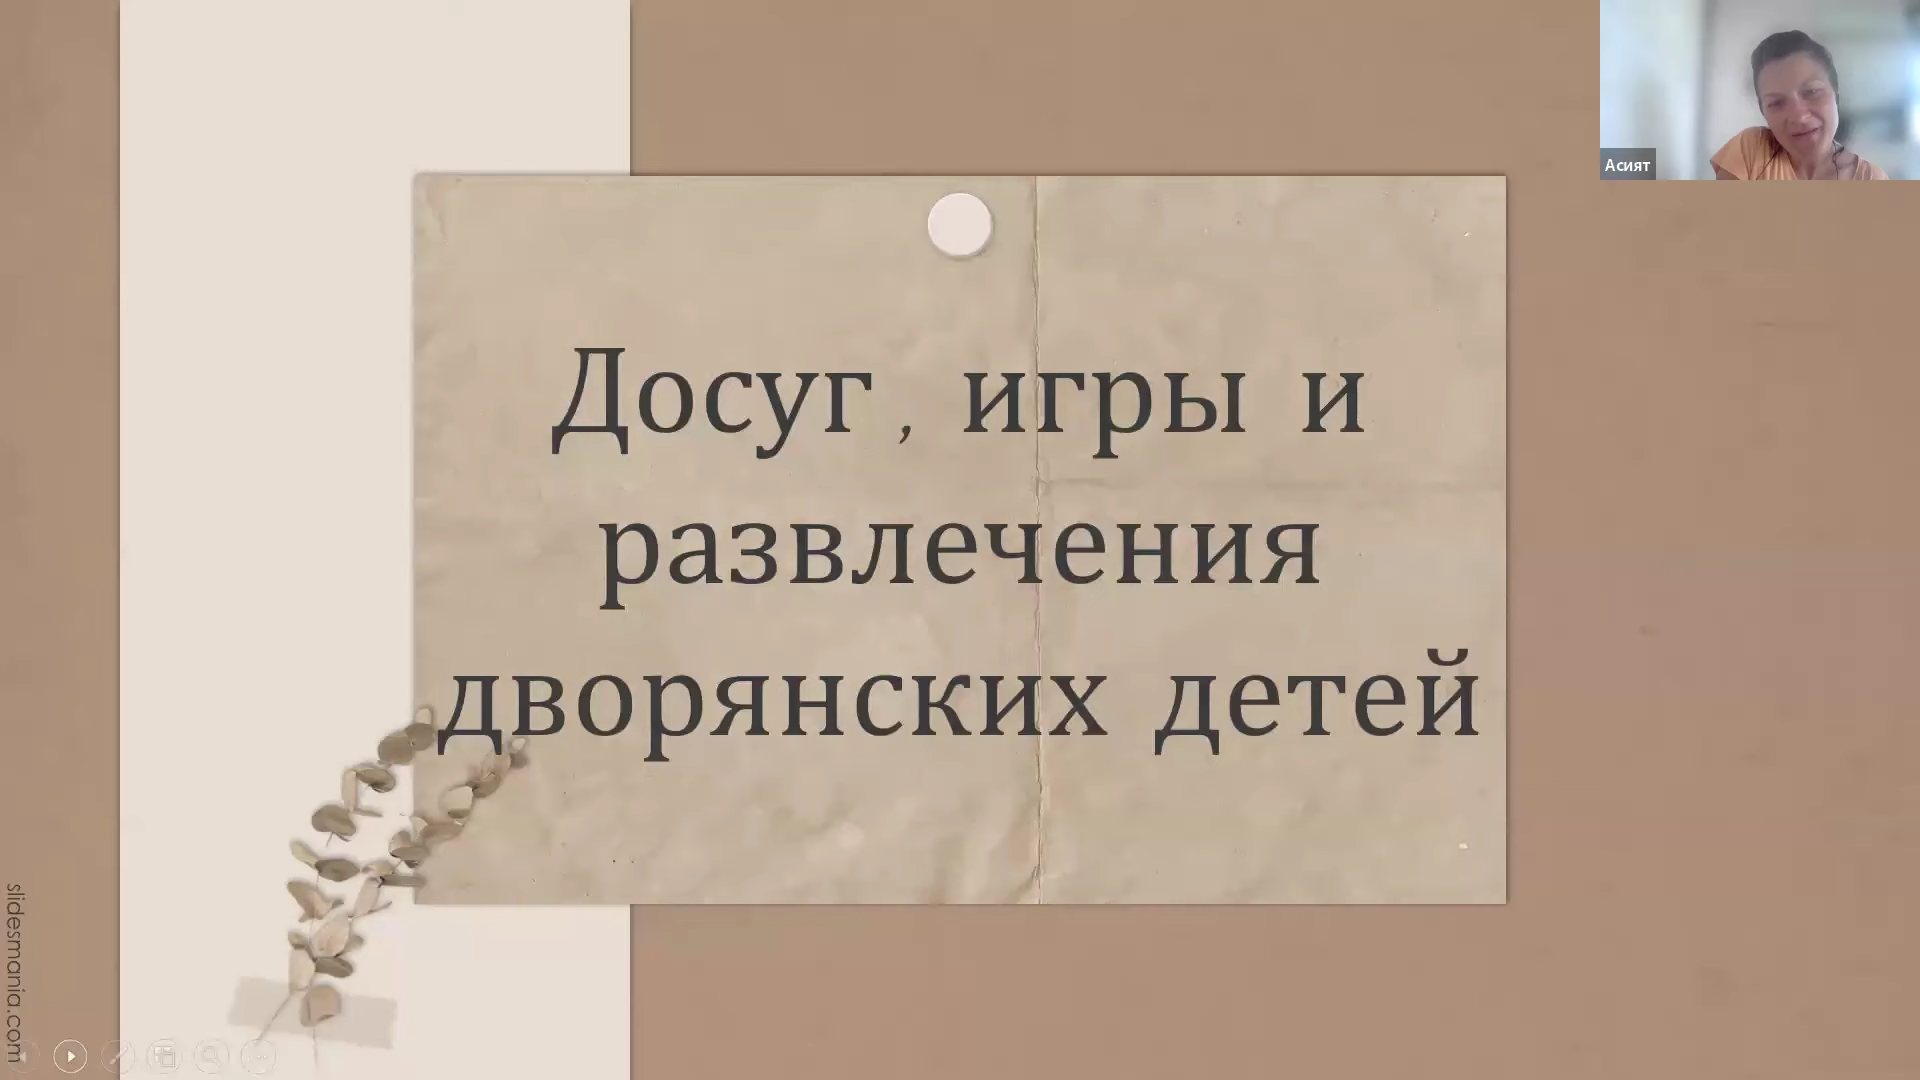 Досуг, игры и
развлечения
дворянских детей
Асият
slidesmania.com